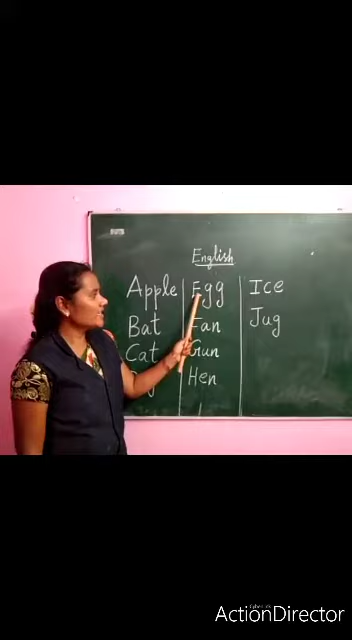 English
Apple
Bat
Cat
Egg
Fan
Gun
Hen
Ice
Jug
ActionDirector